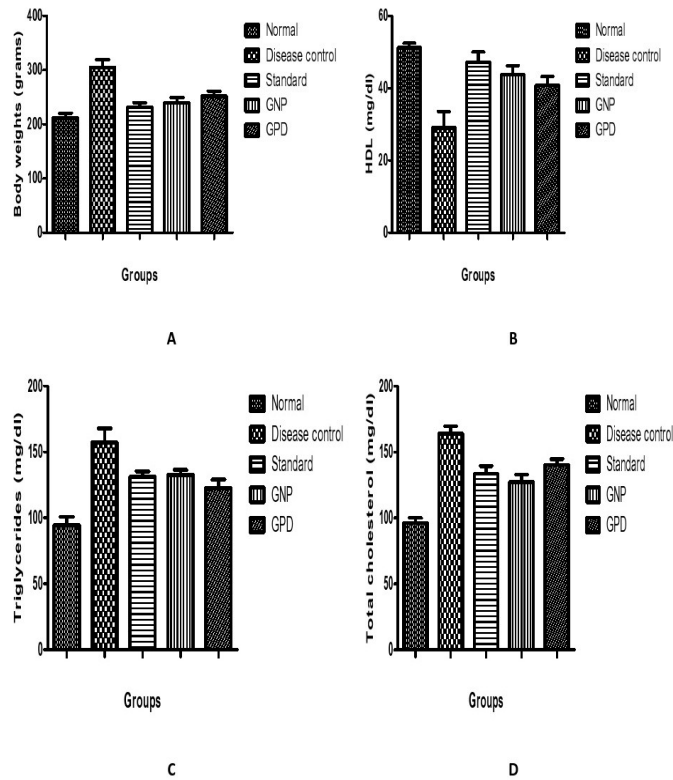 Body weights (grams)
400
300
200
100
0
Groups
Normal
Disease control
Standard
GNP
GPD
A
HDL (mg/dl)
60
40
20
0
Groups
Normal
Disease control
Standard
GNP
GPD
B
Triglycerides (mg/dl)
200
150
100
50
0
Groups
Normal
Disease control
Standard
GNP
GPD
C
Total cholesterol (mg/dl)
200
150
100
50
0
Groups
Normal
Disease control
Standard
GNP
GPD
D